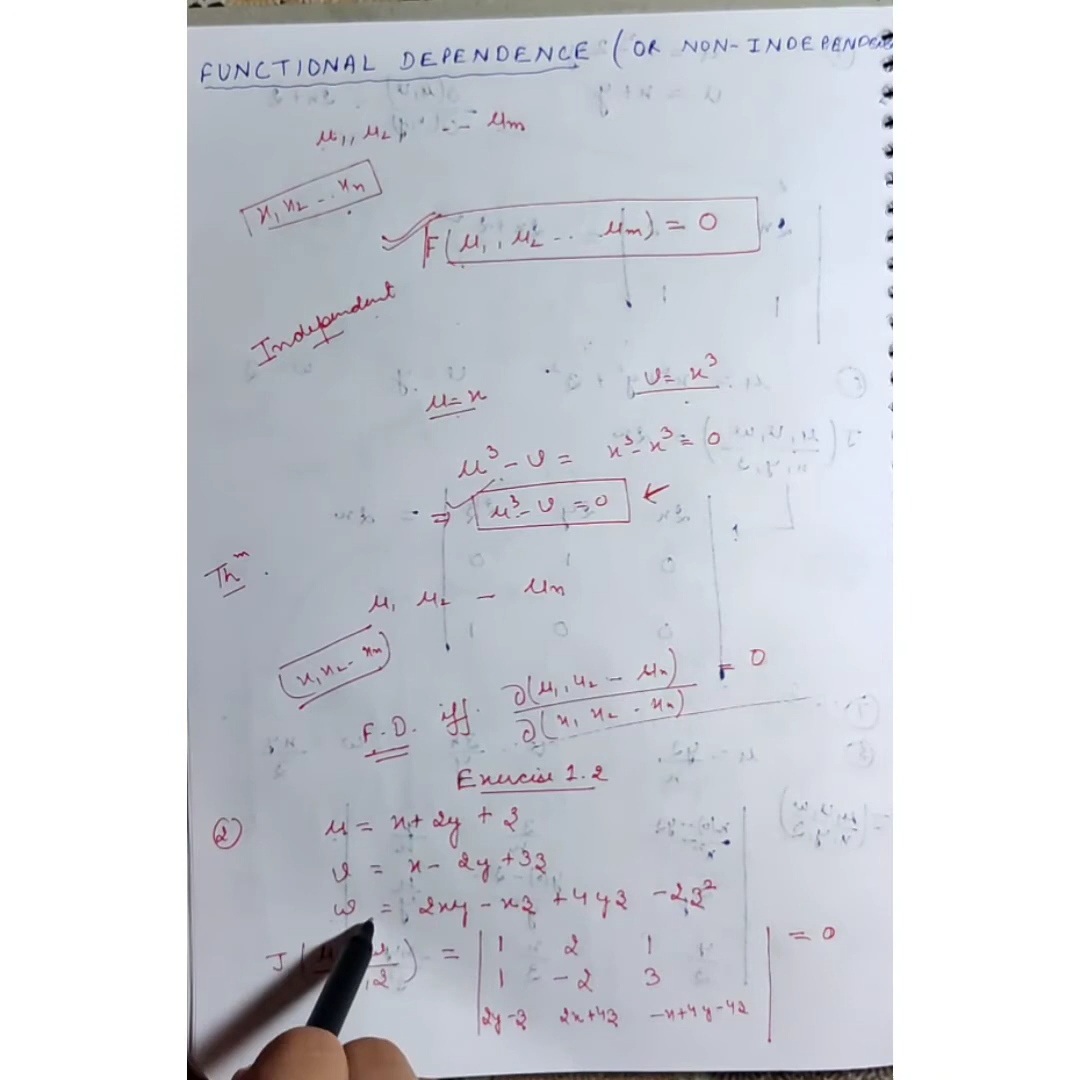 FUNCTIONAL DEPENDENCE (OR NON-INDEPENDE
u₁, u₂, -- uₘ
x₁ x₂ -.. xₙ
F(u₁, u₂ .. uₘ) = 0
Independent
u=x v=x³
u³-v = x³-x³=0
= u³-v=0
Thᵐ.
u₁ u₂ - uₙ
(x₁ x₂ - xₙ)
F.D. iff. ∂(u₁, u₂ - uₙ)/∂(x₁ x₂ - xₙ) = 0
Exercise 1.2
② u = x+2y+z
v = x-2y+3z
w = 2xy-xz+4yz-2z²
J( ) = | 1 2 1 | = 0
1 -2 3
2y-z 2x+4z -x+4y-4z